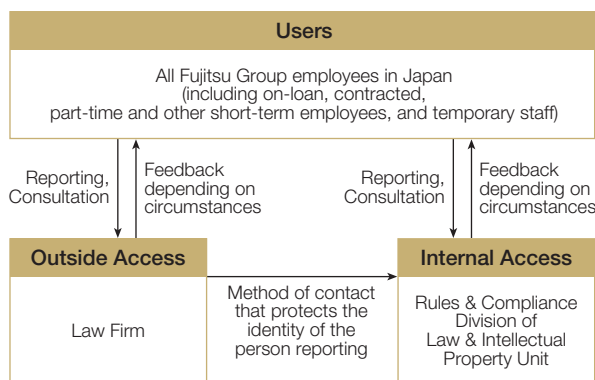 Users
All Fujitsu Group employees in Japan
(including on-loan, contracted,
part-time and other short-term employees, and temporary staff)
Reporting,
Consultation
Feedback
depending on
circumstances
Reporting,
Consultation
Feedback
depending on
circumstances
Outside Access
Law Firm
Method of contact
that protects the
identity of the
person reporting
Internal Access
Rules & Compliance
Division of
Law & Intellectual
Property Unit